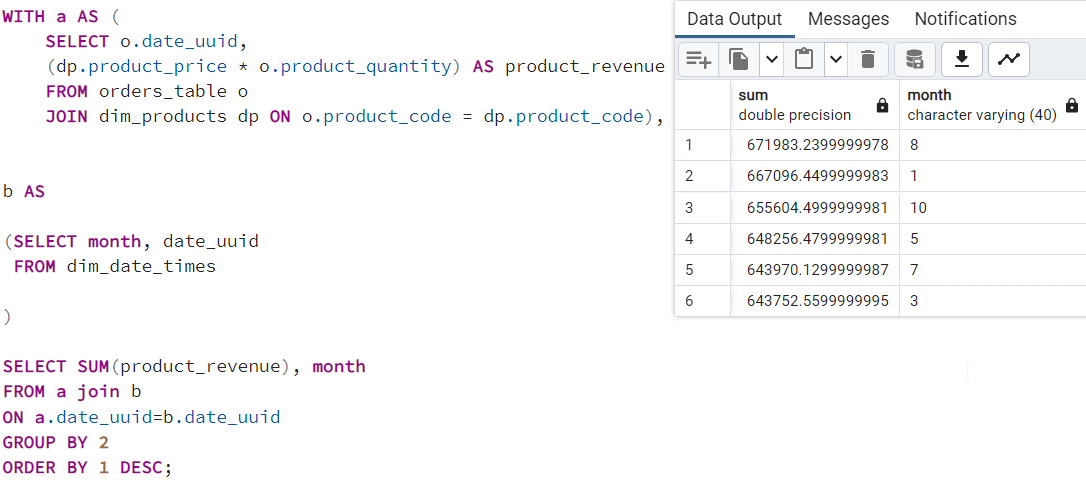 WITH a AS (
SELECT o.date_uuid,
(dp.product_price * o.product_quantity) AS product_revenue
FROM orders_table o
JOIN dim_products dp ON o.product_code = dp.product_code),
b AS
(SELECT month, date_uuid
FROM dim_date_times
)
SELECT SUM(product_revenue), month
FROM a join b
ON a.date_uuid=b.date_uuid
GROUP BY 2
ORDER BY 1 DESC;
Data Output Messages Notifications
sum month
double precision character varying (40)
1 671983.2399999978 8
2 667096.4499999983 1
3 655604.4999999981 10
4 648256.4799999981 5
5 643970.1299999987 7
6 643752.5599999995 3